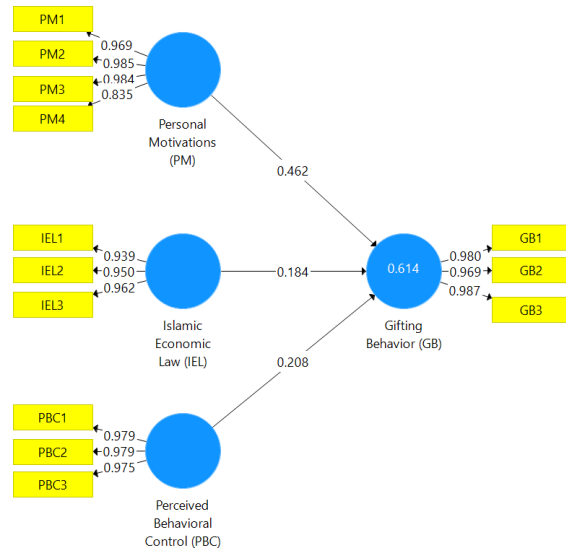 PM1
0.969
PM2
0.985
PM3
0.984
PM4
0.835
Personal
Motivations
(PM)
0.462
IEL1
0.939
IEL2
0.950
IEL3
0.962
Islamic
Economic
Law (IEL)
0.184
0.614
Gifting
Behavior (GB)
0.980
GB1
0.969
GB2
0.987
GB3
0.208
PBC1
0.979
PBC2
0.979
PBC3
0.975
Perceived
Behavioral
Control (PBC)